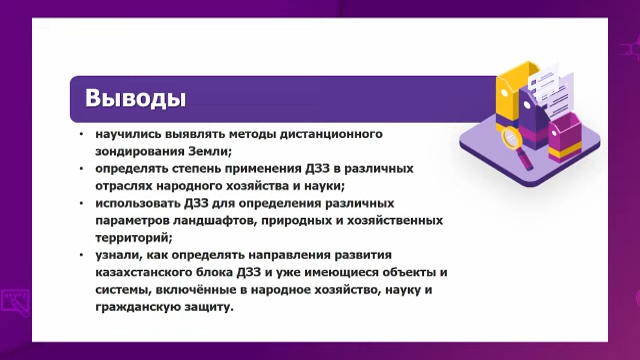 Выводы
• научились выявлять методы дистанционного
зондирования Земли;
• определять степень применения ДЗЗ в различных
отраслях народного хозяйства и науки;
• использовать ДЗЗ для определения различных
параметров ландшафтов, природных и хозяйственных
территорий;
• узнали, как определять направления развития
казахстанского блока ДЗЗ и уже имеющиеся объекты и
системы, включённые в народное хозяйство, науку и
гражданскую защиту.